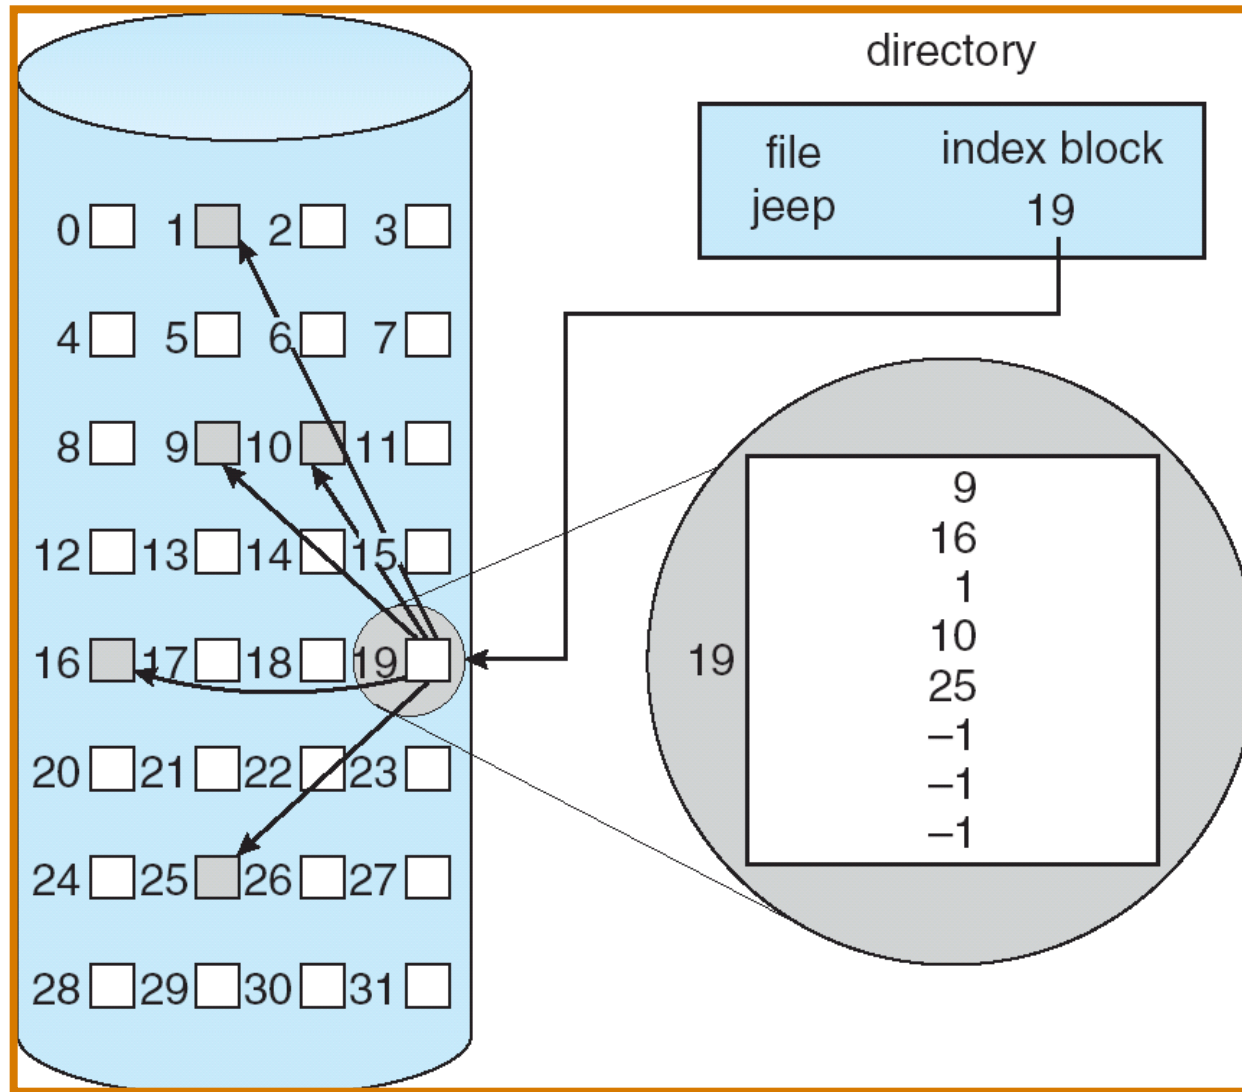 directory
file index block
jeep 19
0 1 2 3
4 5 6 7
8 9 10 11
12 13 14 15
16 17 18 19
20 21 22 23
24 25 26 27
28 29 30 31
19
9
16
1
10
25
–1
–1
–1